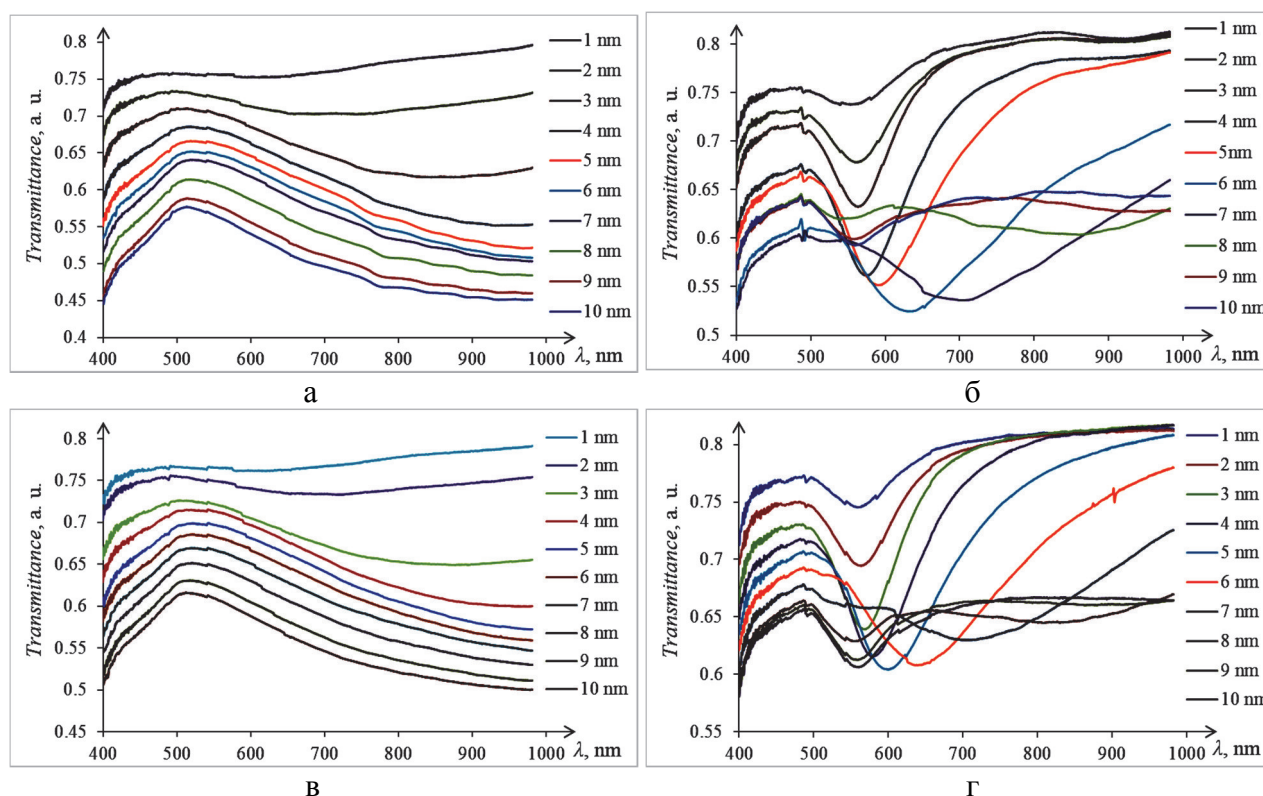 Transmittance, a. u.
0.8
0.75
0.7
0.65
0.6
0.55
0.5
0.45
0.4
400 500 600 700 800 900 1000
λ, nm
1 nm
2 nm
3 nm
4 nm
5 nm
6 nm
7 nm
8 nm
9 nm
10 nm
а
Transmittance, a. u.
0.8
0.75
0.7
0.65
0.6
0.55
0.5
400 500 600 700 800 900 1000
λ, nm
1 nm
2 nm
3 nm
4 nm
5nm
6 nm
7 nm
8 nm
9 nm
10 nm
б
Transmittance, a. u.
0.8
0.75
0.7
0.65
0.6
0.55
0.5
0.45
400 500 600 700 800 900 1000
λ, nm
1 nm
2 nm
3 nm
4 nm
5 nm
6 nm
7 nm
8 nm
9 nm
10 nm
в
Transmittance, a. u.
0.8
0.75
0.7
0.65
0.6
0.55
400 500 600 700 800 900 1000
λ, nm
1 nm
2 nm
3 nm
4 nm
5 nm
6 nm
7 nm
8 nm
9 nm
10 nm
г